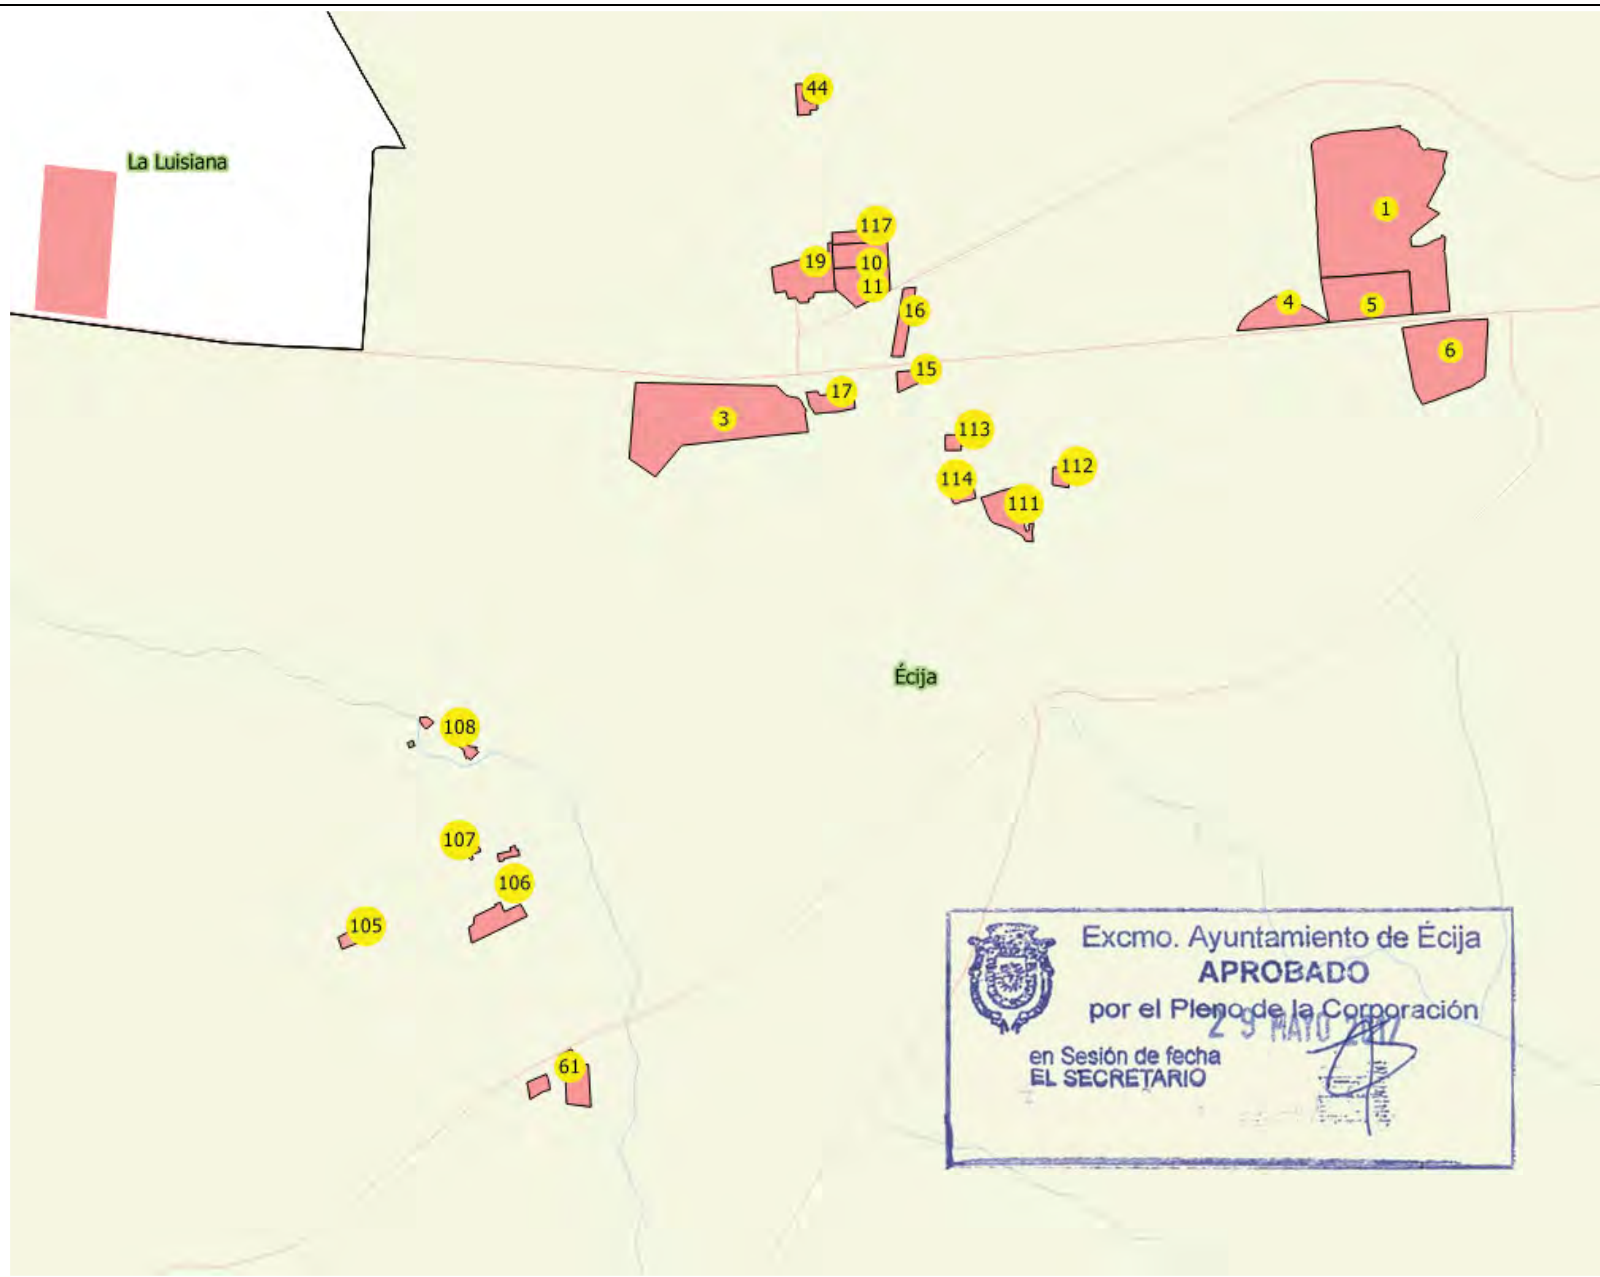 44
La Luisiana
1
117
19
10
11
4
5
16
6
15
17
3
113
112
114
111
Écija
108
107
106
105
61
Excmo. Ayuntamiento de Écija
APROBADO
por el Pleno de la Corporación
29 MAYO
en Sesión de fecha
EL SECRETARIO